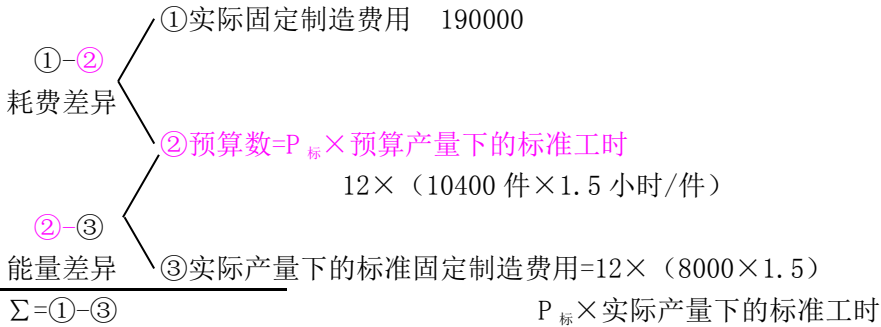 ①实际固定制造费用 190000
①-②
耗费差异
②预算数=P标×预算产量下的标准工时
12×（10400件×1.5小时/件）
②-③
能量差异 ③实际产量下的标准固定制造费用=12×（8000×1.5）
Σ=①-③ P标×实际产量下的标准工时